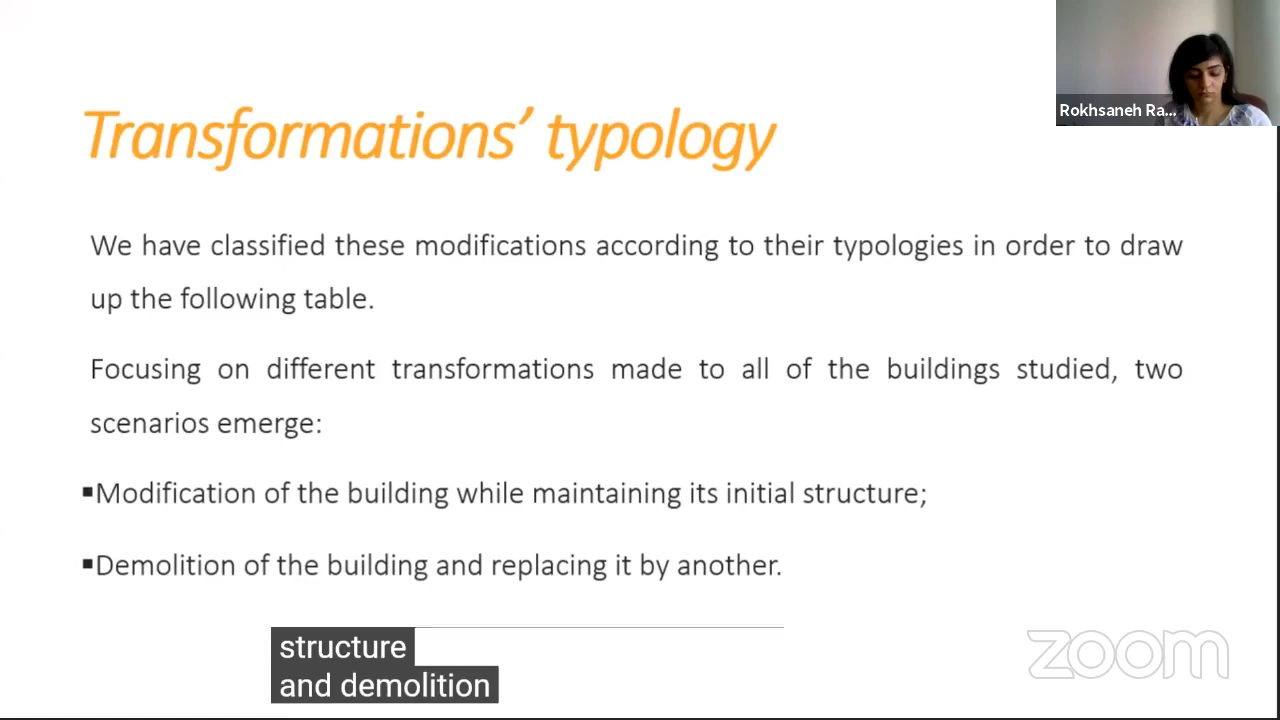 Transformations’ typology
Rokhsaneh Ra...
We have classified these modifications according to their typologies in order to draw
up the following table.
Focusing on different transformations made to all of the buildings studied, two
scenarios emerge:
▪Modification of the building while maintaining its initial structure;
▪Demolition of the building and replacing it by another.
structure
and demolition
zoom